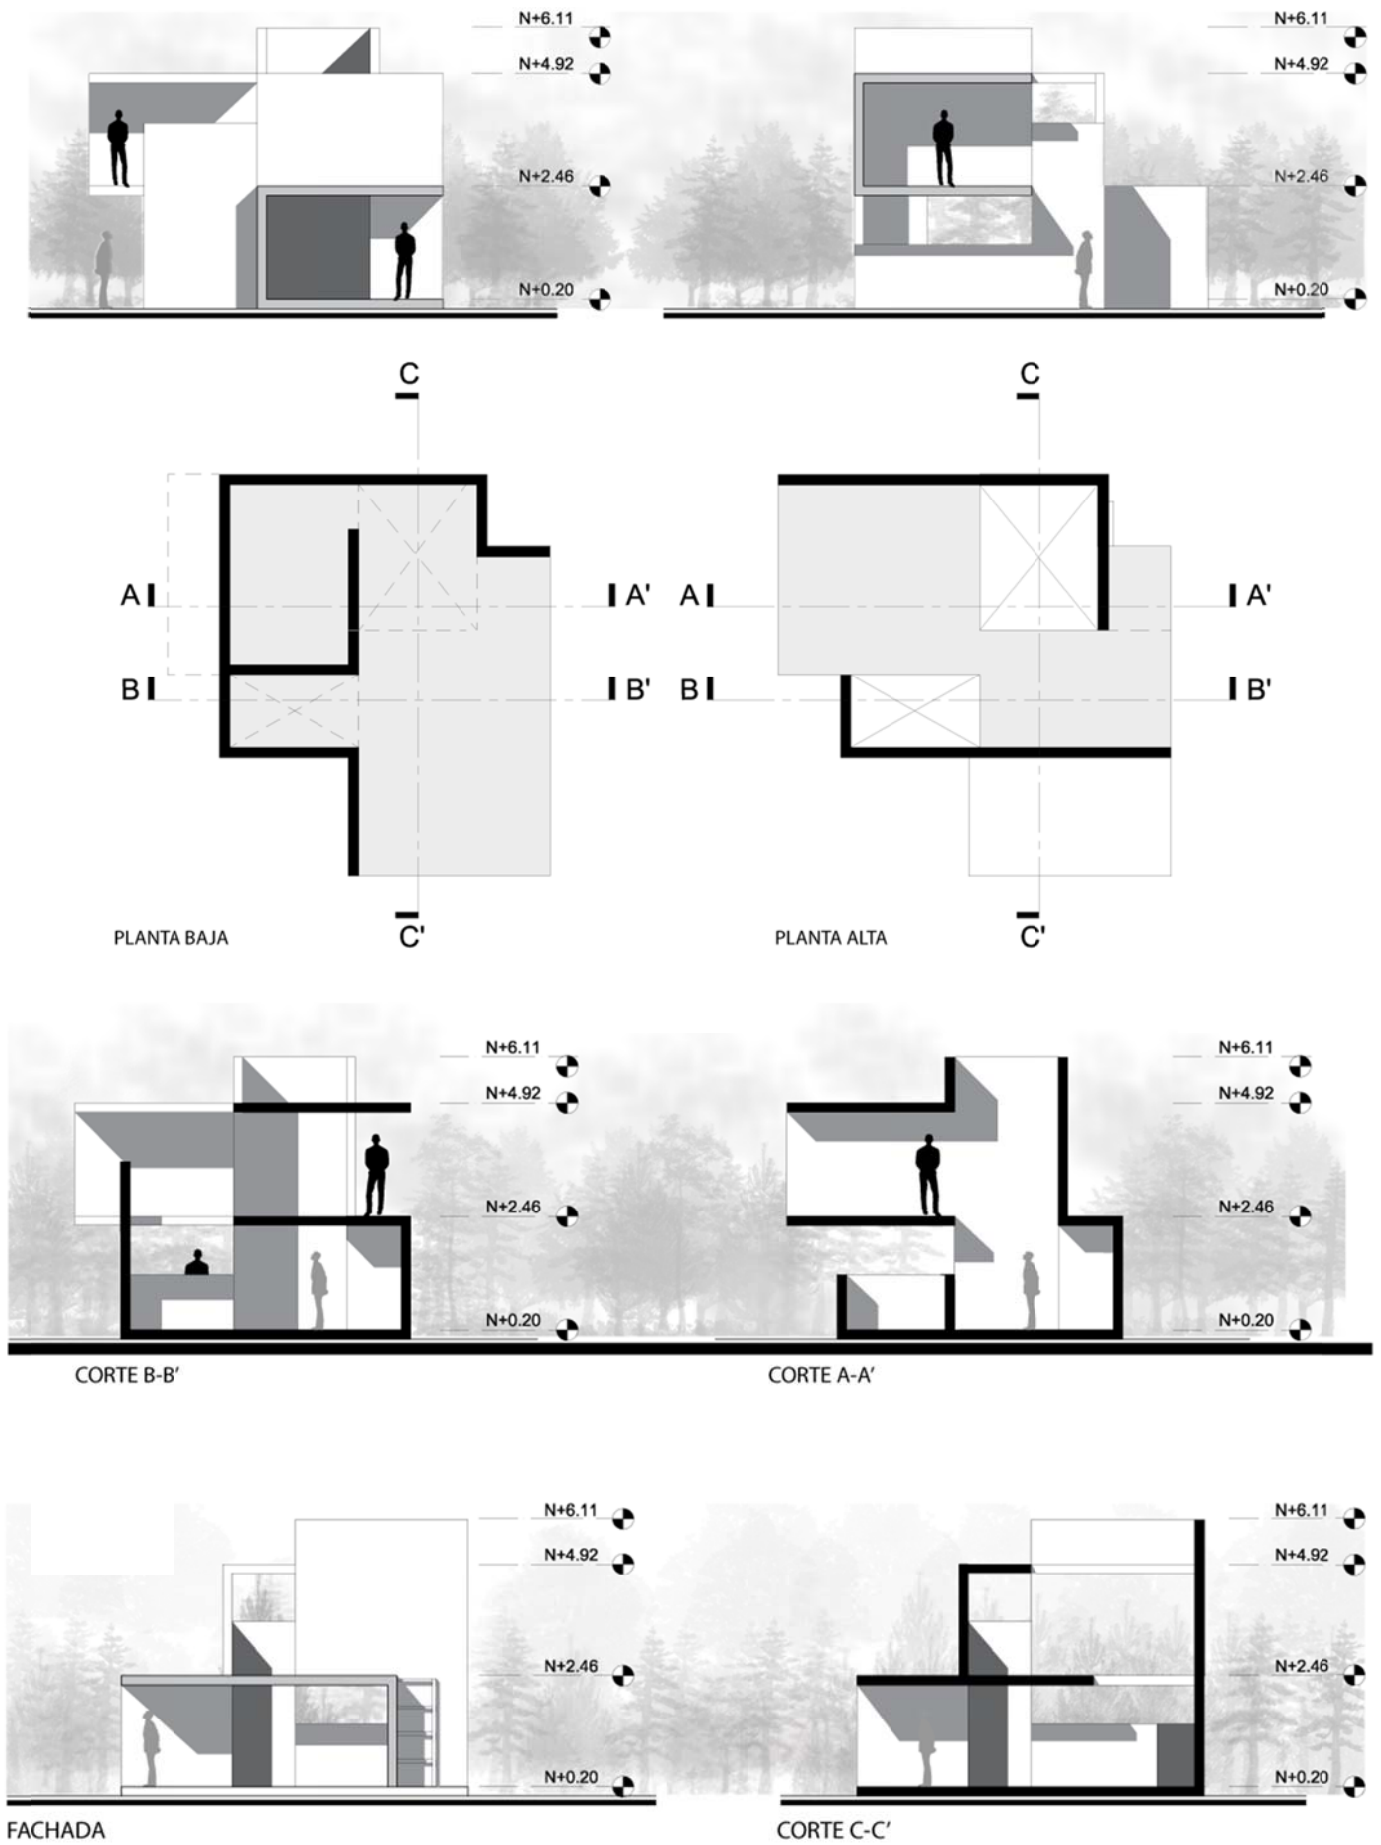 N+6.11
N+4.92
N+2.46
N+0.20
N+6.11
N+4.92
N+2.46
N+0.20
C
C
A
A'
A
A'
B
B'
B
B'
C'
C'
PLANTA BAJA
PLANTA ALTA
N+6.11
N+4.92
N+2.46
N+0.20
N+6.11
N+4.92
N+2.46
N+0.20
CORTE B-B’
CORTE A-A’
N+6.11
N+4.92
N+2.46
N+0.20
N+6.11
N+4.92
N+2.46
N+0.20
FACHADA
CORTE C-C’